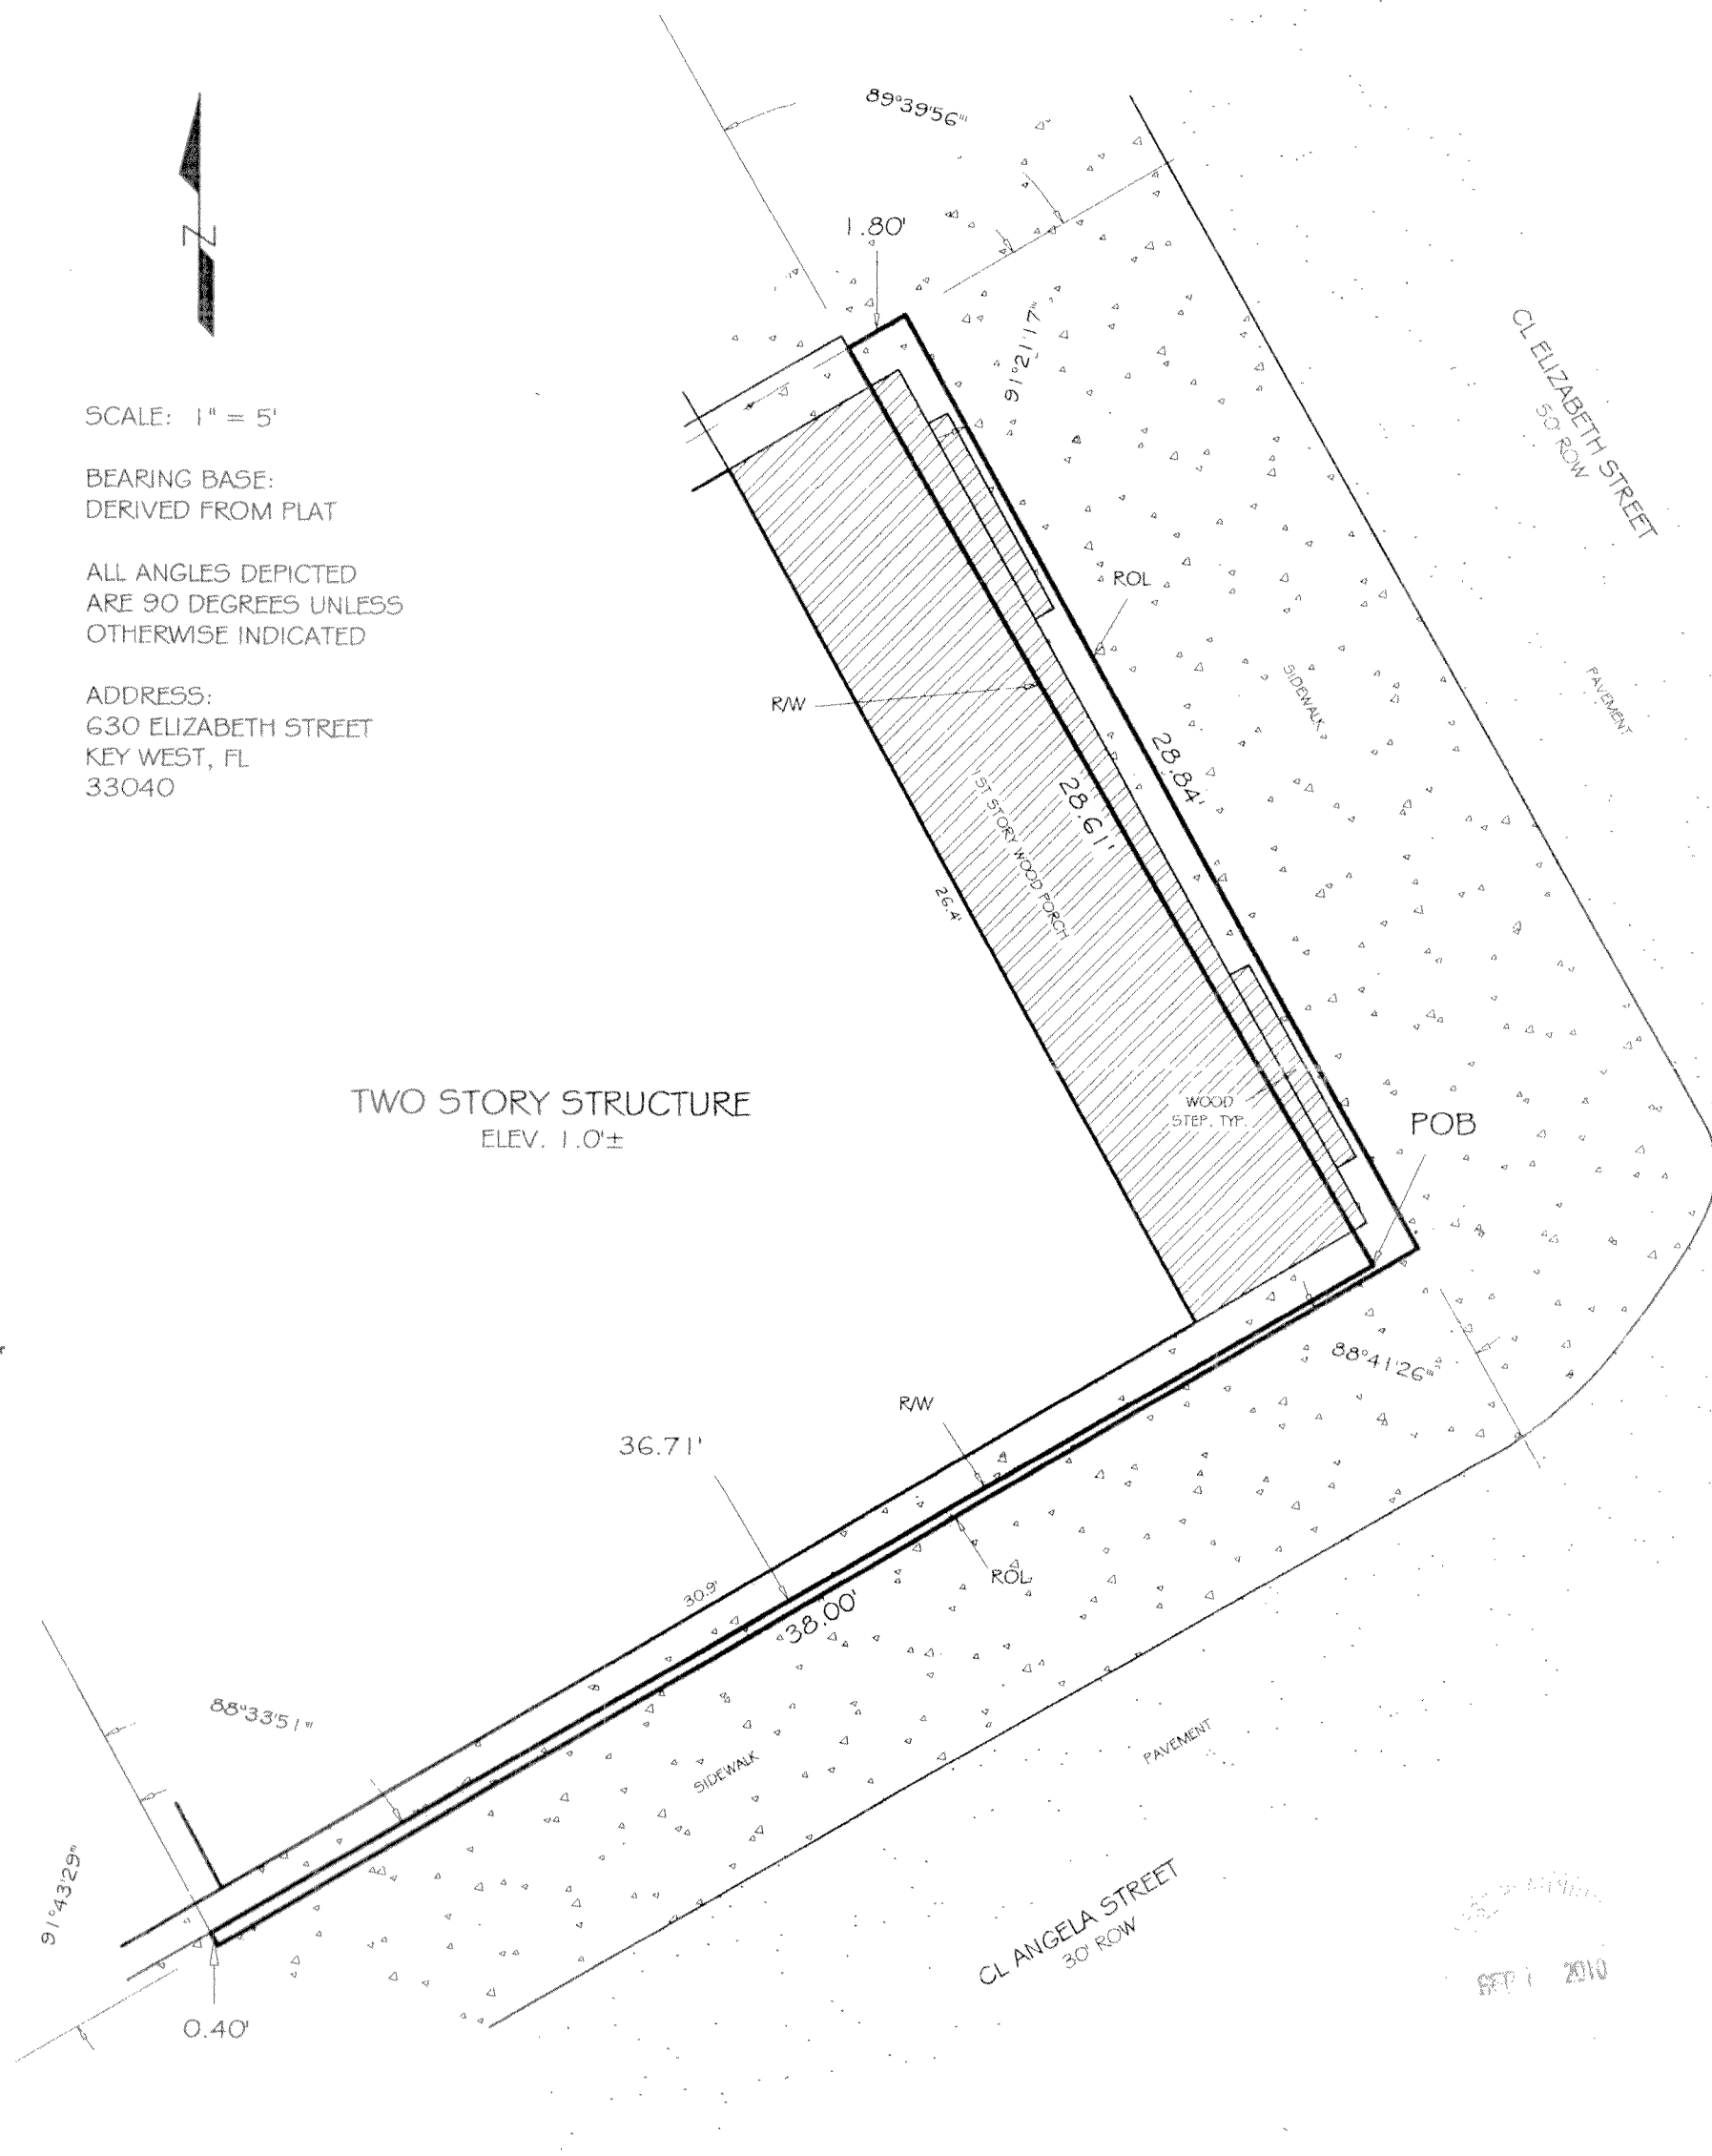 89°39'56"
1.80'
N
SCALE: 1" = 5'
BEARING BASE:
DERIVED FROM PLAT
ALL ANGLES DEPICTED
ARE 90 DEGREES UNLESS
OTHERWISE INDICATED
ADDRESS:
630 ELIZABETH STREET
KEY WEST, FL
33040
91°21'17"
CL ELIZABETH STREET
50' ROW
ROL
R/W
SIDEWALK
PAVEMENT
28.84'
28.61'
1ST STORY WOOD PORCH
26.4'
TWO STORY STRUCTURE
ELEV. 1.0'±
WOOD
STEP. TYP.
POB
88°41'26"
R/W
36.71'
ROL
30.9'
38.00'
88°33'51"
SIDEWALK
PAVEMENT
91°43'29"
CL ANGELA STREET
30' ROW
0.40'
2010